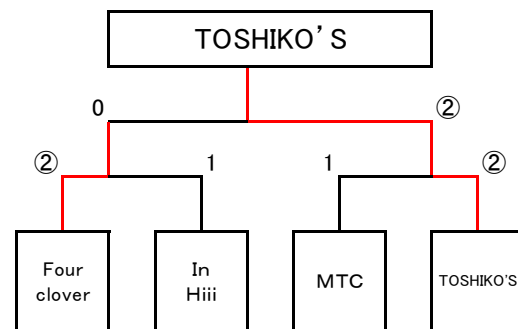 TOSHIKO'S
0 ②
② 1 1 ②
Four clover
In Hiii
MTC
TOSHIKO'S